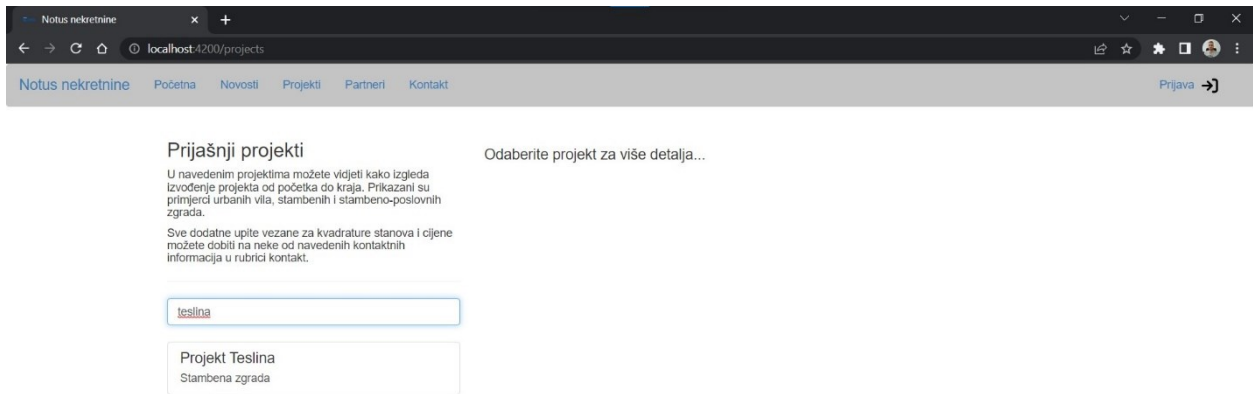 Notus nekretnine
localhost:4200/projects
Notus nekretnine Početna Novosti Projekti Partneri Kontakt Prijava
Prijašnji projekti
U navedenim projektima možete vidjeti kako izgleda
izvođenje projekta od početka do kraja. Prikazani su
primjerci urbanih vila, stambenih i stambeno-poslovnih
zgrada.
Sve dodatne upite vezane za kvadrature stanova i cijene
možete dobiti na neke od navedenih kontaktnih
informacija u rubrici kontakt.
teslina
Projekt Teslina
Stambena zgrada
Odaberite projekt za više detalja...